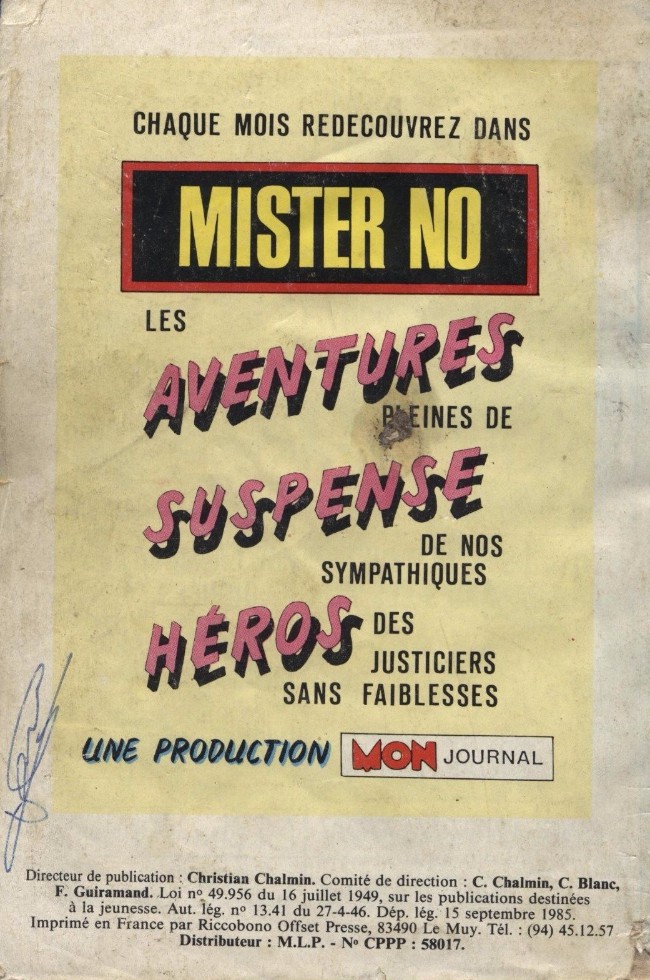 CHAQUE MOIS REDECOUVREZ DANS
MISTER NO
LES
AVENTURES
PLEINES DE
SUSPENSE
DE NOS
SYMPATHIQUES
HÉROS DES
JUSTICIERS
SANS FAIBLESSES
UNE PRODUCTION MON JOURNAL
Directeur de publication : Christian Chalmin. Comité de direction : C. Chalmin, C. Blanc,
F. Guiramand. Loi nº 49.956 du 16 juillet 1949, sur les publications destinées
à la jeunesse. Aut. lég. nº 13.41 du 27-4-46. Dép. lég. 15 septembre 1985.
Imprimé en France par Riccobono Offset Presse, 83490 Le Muy. Tél. : (94) 45.12.57
Distributeur : M.L.P. - Nº CPPP : 58017.